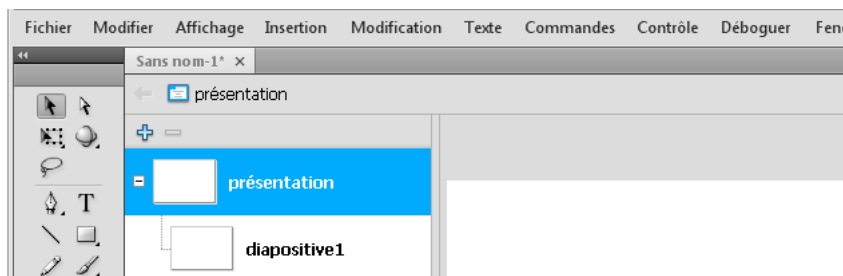 Fichier Modifier Affichage Insertion Modification Texte Commandes Contrôle Déboguer
Sans nom-1*
présentation
présentation
diapositive1